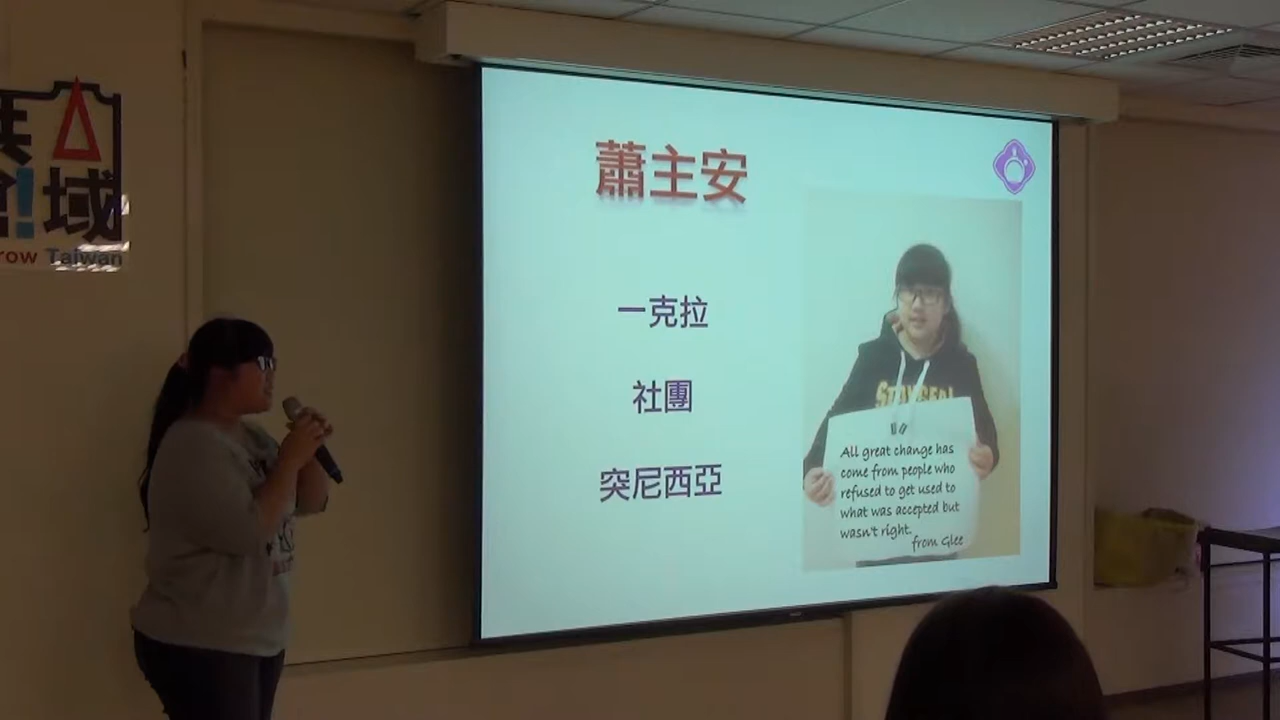 域
row Taiwan
蕭主安
一克拉
社團
突尼西亞
All great change has
come from people who
refused to get used to
what was accepted but
wasn't right.
from Glee